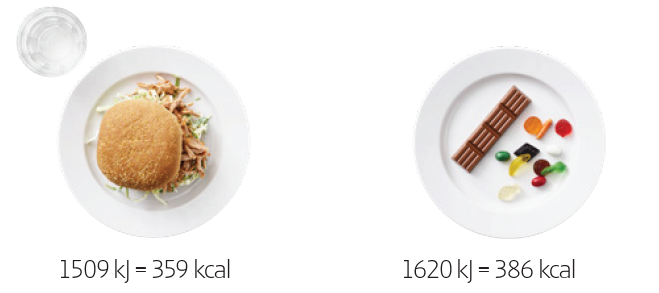 1509 kJ = 359 kcal
1620 kJ = 386 kcal